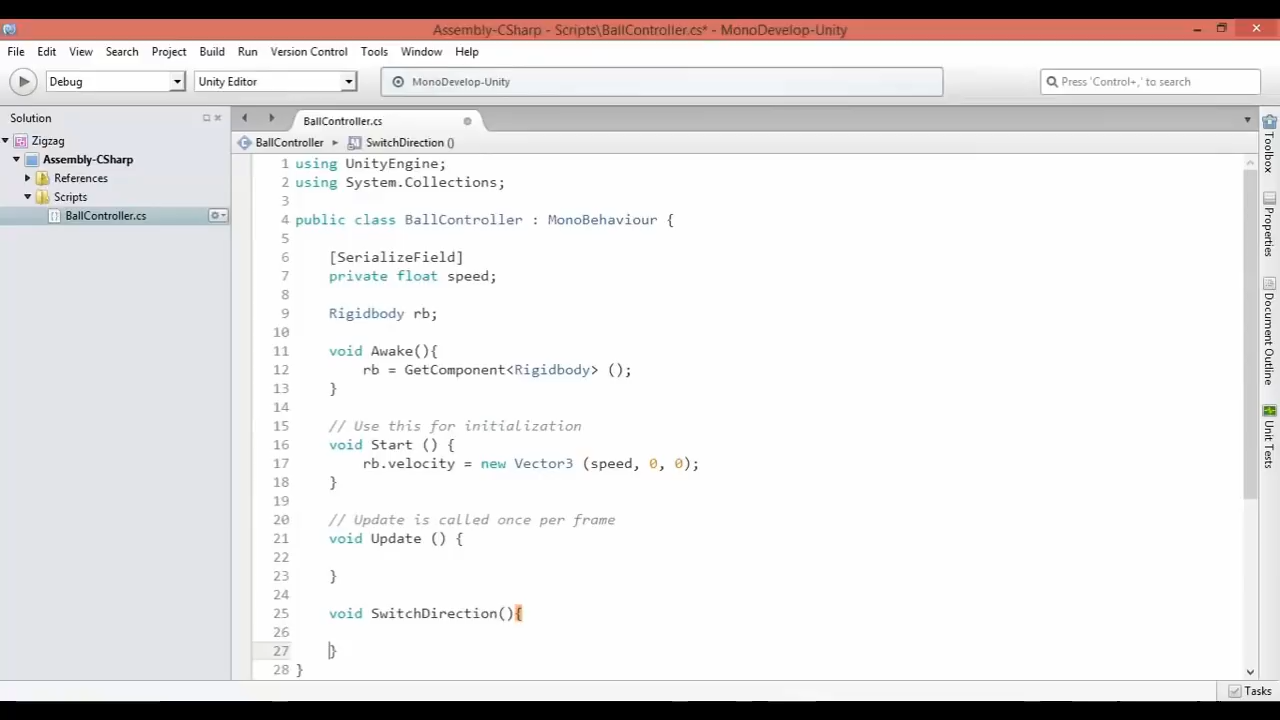 Assembly-CSharp - Scripts\BallController.cs* - MonoDevelop-Unity
File Edit View Search Project Build Run Version Control Tools Window Help
Debug Unity Editor MonoDevelop-Unity Press 'Control+,' to search
Solution
Zigzag
Assembly-CSharp
References
Scripts
BallController.cs
BallController.cs
BallController SwitchDirection ()
1 using UnityEngine;
2 using System.Collections;
3
4 public class BallController : MonoBehaviour {
5
6 [SerializeField]
7 private float speed;
8
9 Rigidbody rb;
10
11 void Awake(){
12 rb = GetComponent<Rigidbody> ();
13 }
14
15 // Use this for initialization
16 void Start () {
17 rb.velocity = new Vector3 (speed, 0, 0);
18 }
19
20 // Update is called once per frame
21 void Update () {
22
23 }
24
25 void SwitchDirection(){
26
27 }
28 }
Toolbox
Properties
Document Outline
Unit Tests
Tasks